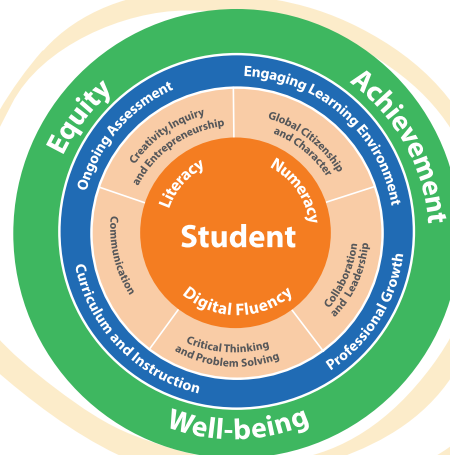 Equity
Achievement
Well-being
Ongoing Assessment
Engaging Learning Environment
Professional Growth
Curriculum and Instruction
Creativity, Inquiry
and Entrepreneurship
Global Citizenship
and Character
Collaboration
and Leadership
Critical Thinking
and Problem Solving
Communication
Literacy
Numeracy
Student
Digital Fluency